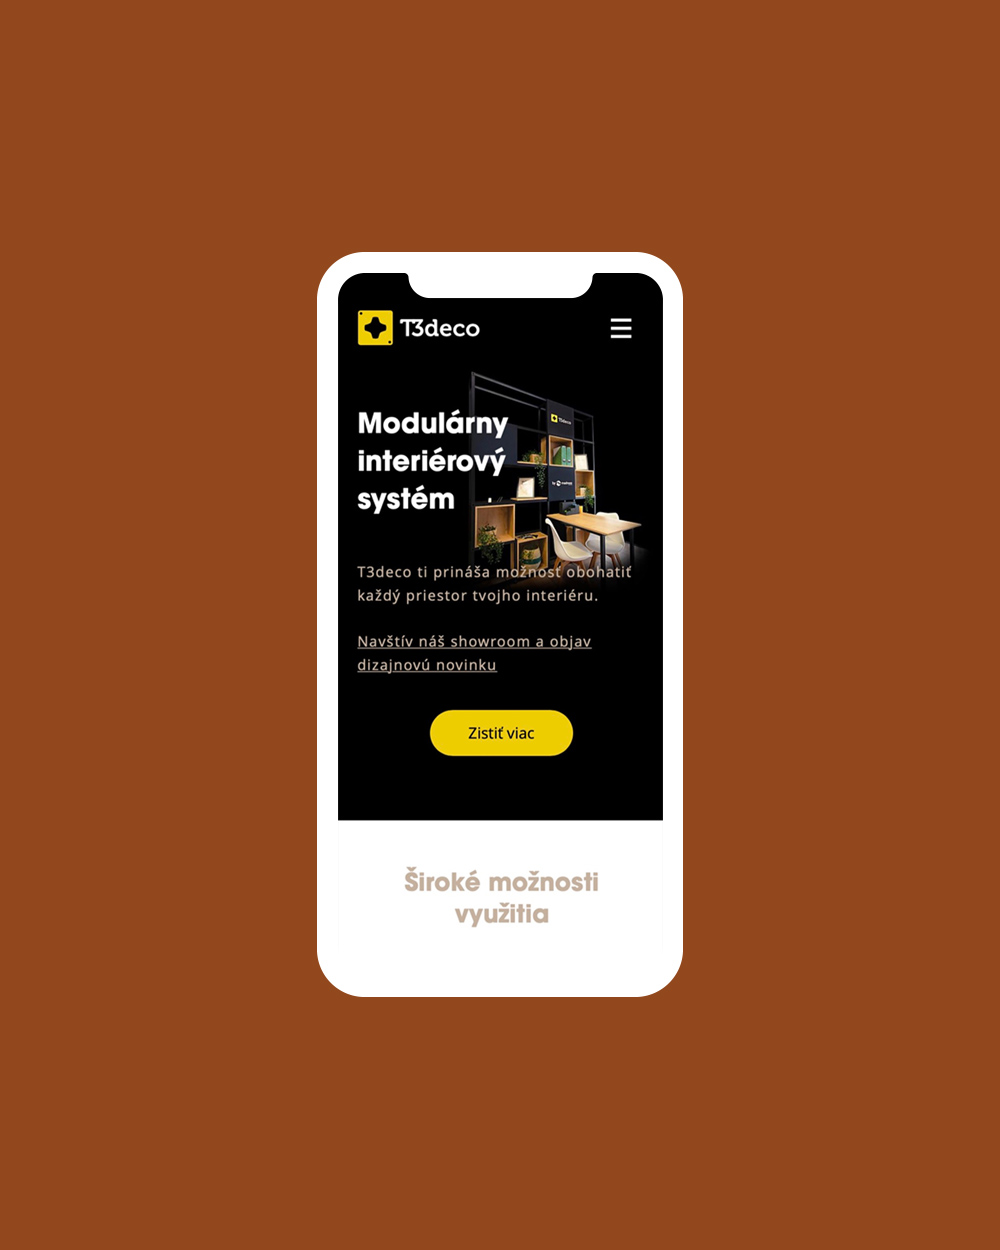 T3deco
Modulárny
interiérový
systém
T3deco
T3deco ti prináša možnosť obohatiť
každý priestor tvojho interiéru.
Navštív náš showroom a objav
dizajnovú novinku
Zistiť viac
Široké možnosti
využitia